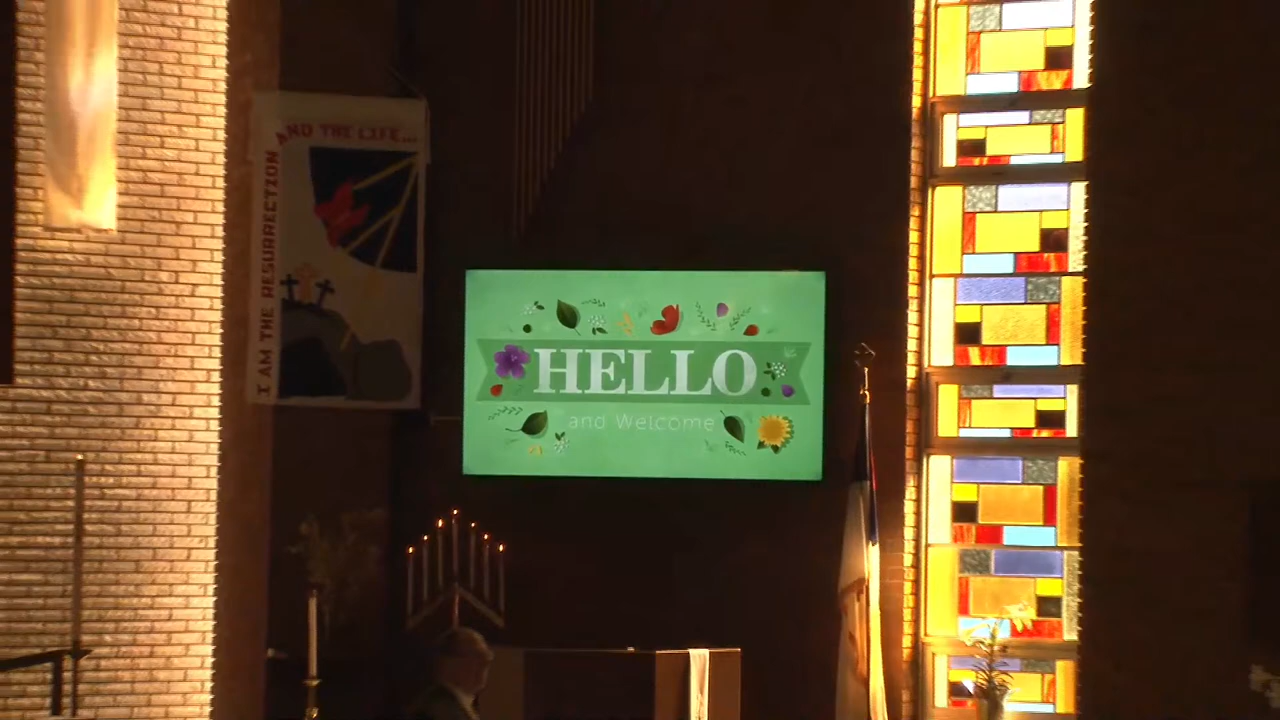 I AM THE RESURRECTION
AND THE LIFE...
HELLO
and Welcome